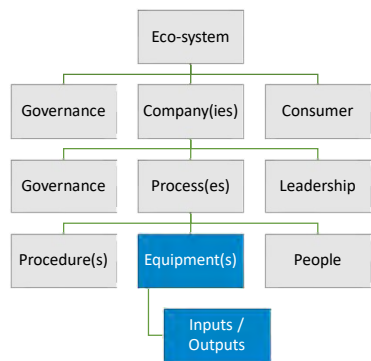 Eco-system
Governance
Company(ies)
Consumer
Governance
Process(es)
Leadership
Procedure(s)
Equipment(s)
People
Inputs /
Outputs